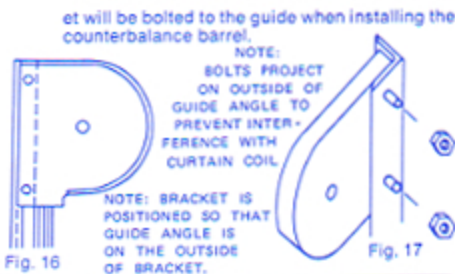 et will be bolted to the guide when installing the
counterbalance barrel.
NOTE:
BOLTS PROJECT
ON OUTSIDE OF
GUIDE ANGLE TO
PREVENT INTER-
FERENCE WITH
CURTAIN COIL
NOTE: BRACKET IS
POSITIONED SO THAT
GUIDE ANGLE IS
ON THE OUTSIDE
OF BRACKET.
Fig. 16
Fig. 17